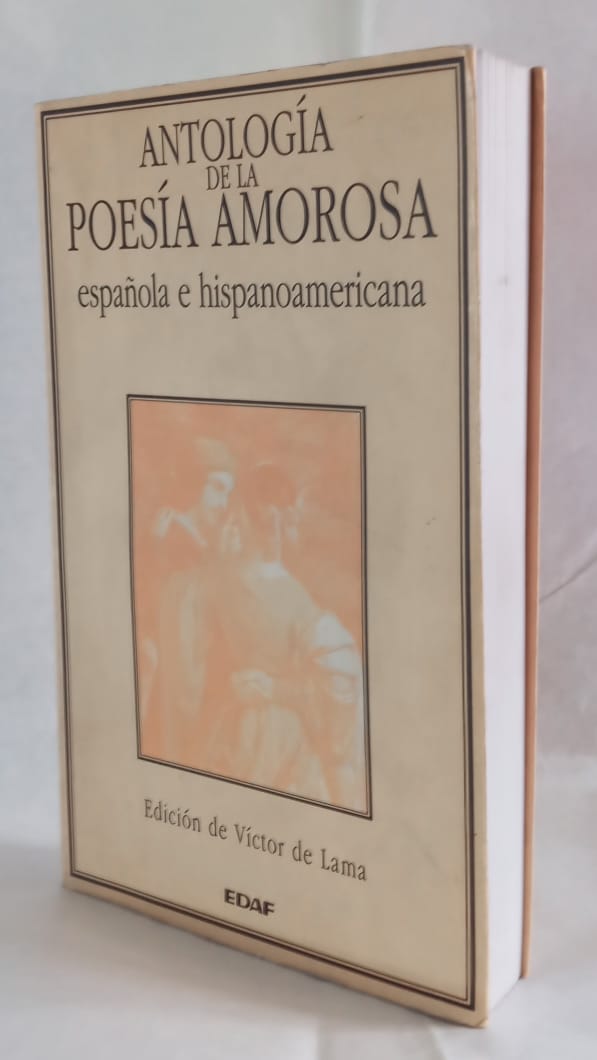 ANTOLOGÍA
DE LA
POESÍA AMOROSA
española e hispanoamericana
Edición de Víctor de Lama
EDAF